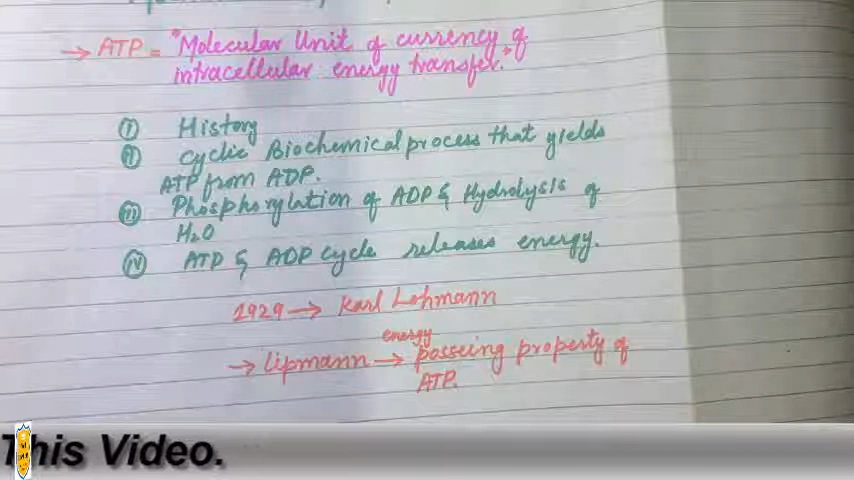 → ATP = "Molecular Unit of currency of
intracellular energy transfer."
(I) History
(II) Cyclic Biochemical process that yields
ATP from ADP.
(III) Phosphorylation of ADP & Hydrolysis of
H₂O
(IV) ATP & ADP cycle releases energy.
1929 → Karl Lohmann
energy
→ Lipmann → posseing property of
ATP.
This Video.